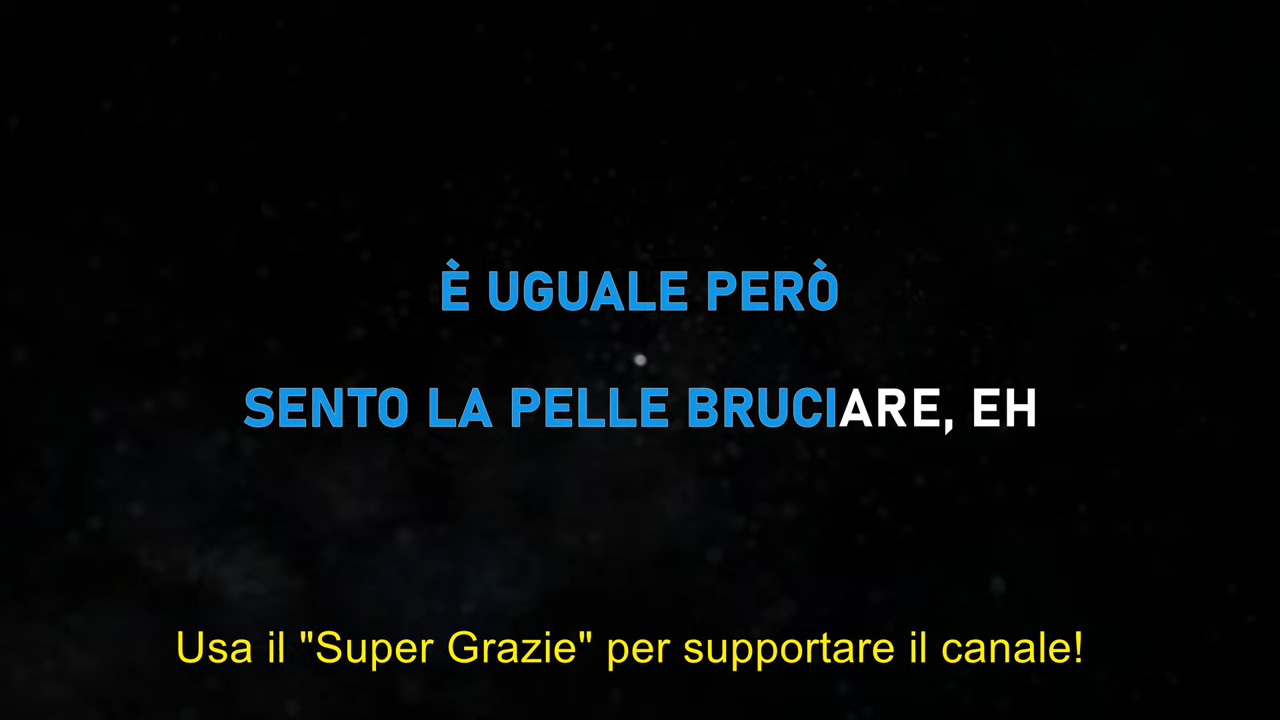 È UGUALE PERÒ
SENTO LA PELLE BRUCIARE, EH
Usa il "Super Grazie" per supportare il canale!